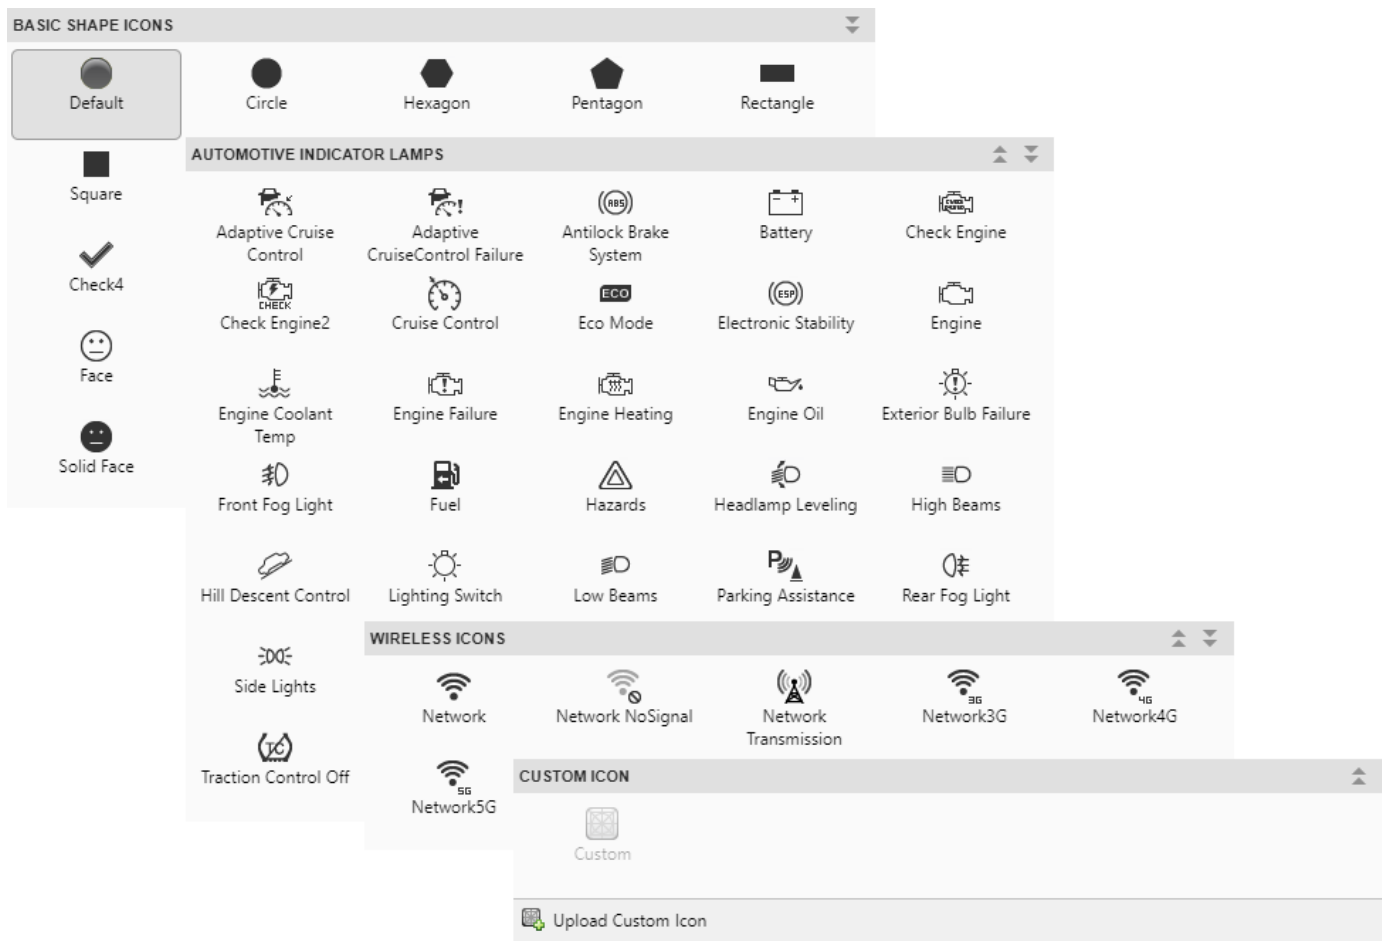 BASIC SHAPE ICONS
Default
Circle
Hexagon
Pentagon
Rectangle
Square
Check4
Face
Solid Face
AUTOMOTIVE INDICATOR LAMPS
Adaptive Cruise
Control
Adaptive
CruiseControl Failure
ABS
Antilock Brake
System
Battery
CHECK
ENGINE
Check Engine
CHECK
Check Engine2
Cruise Control
ECO
Eco Mode
ESP
Electronic Stability
Engine
Engine Coolant
Temp
Engine Failure
Engine Heating
Engine Oil
Exterior Bulb Failure
Front Fog Light
Fuel
Hazards
Headlamp Leveling
High Beams
Hill Descent Control
Lighting Switch
Low Beams
P
Parking Assistance
Rear Fog Light
Side Lights
TC
Traction Control Off
WIRELESS ICONS
Network
Network NoSignal
Network
Transmission
3G
Network3G
4G
Network4G
5G
Network5G
CUSTOM ICON
Custom
Upload Custom Icon